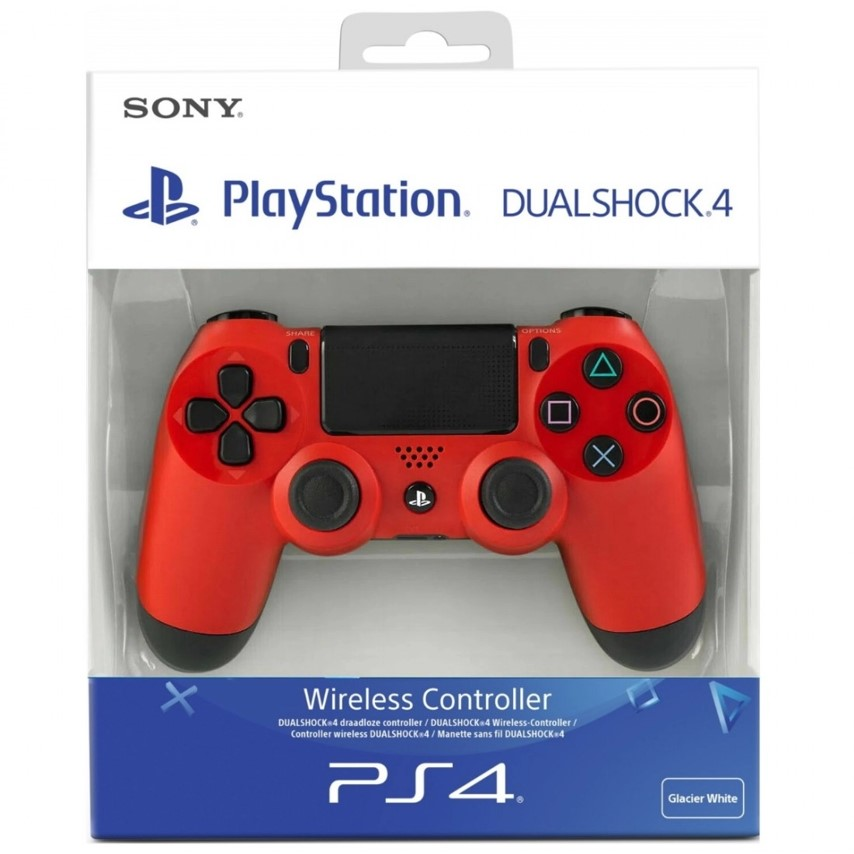 SONY®
PlayStation® DUALSHOCK®4
SHARE OPTIONS
Wireless Controller
DUALSHOCK®4 draadloze controller / DUALSHOCK®4 Wireless-Controller /
Controller wireless DUALSHOCK®4 / Manette sans fil DUALSHOCK®4
PS4®
Glacier White